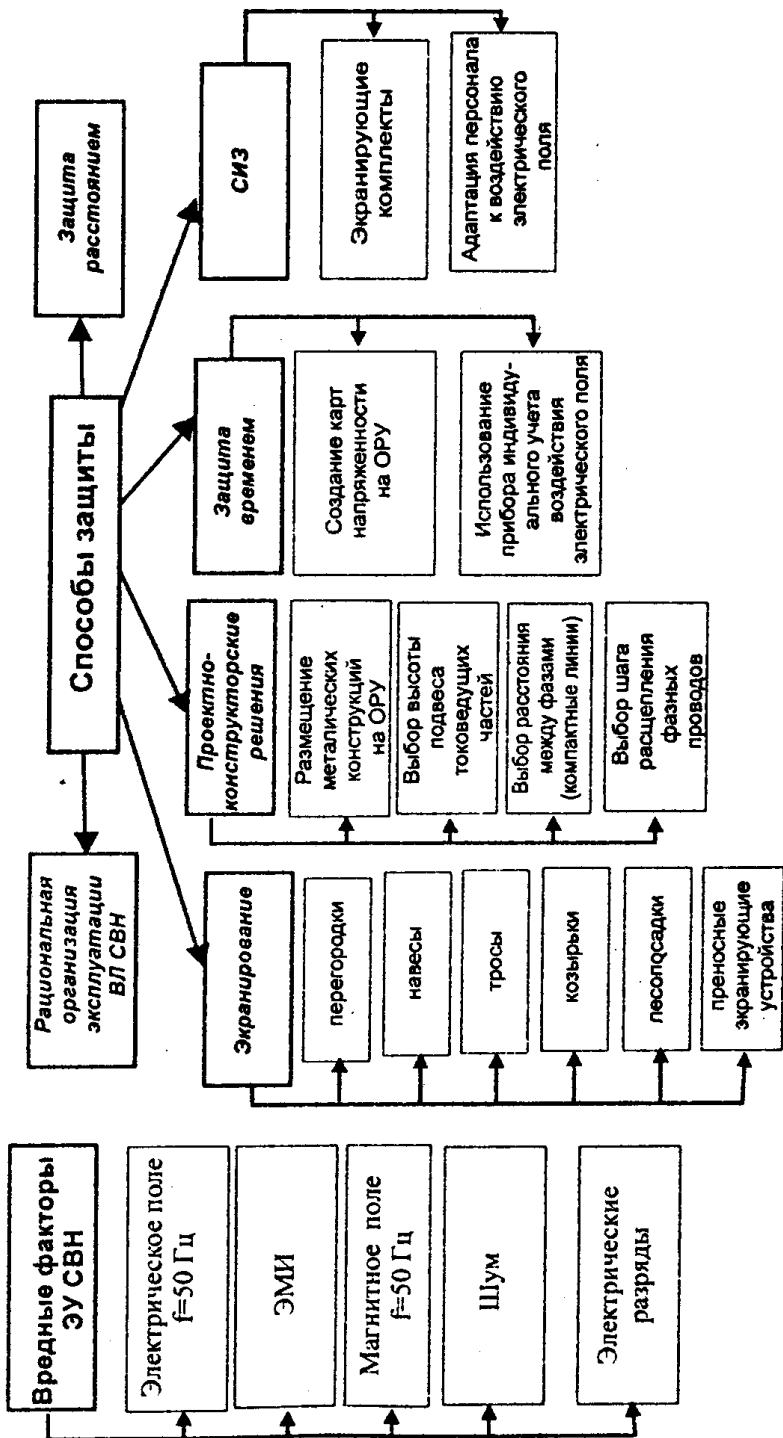 Вредные факторы
ЭУ СВН
Электрическое поле
f=50 Гц
ЭМИ
Магнитное поле
f=50 Гц
Шум
Электрические
разряды
Способы защиты
Рациональная
организация
эксплуатации
ВЛ СВН
Защита
расстоянием
Экранирование
перегородки
навесы
тросы
козырьки
лесопосадки
преносные
экранирующие
устройства
Проектно-
конструкторские
решения
Размещение
металических
конструкций
на ОРУ
Выбор высоты
подвеса
токоведущих
частей
Выбор расстояния
между фазами
(компактные линии)
Выбор шага
расщепления
фазных
проводов
Защита
временем
Создание карт
напряженности
на ОРУ
Использование
прибора индивиду-
ального учета
воздействия
электрического поля
СИЗ
Экранирующие
комплекты
Адаптация персонала
к воздействию
электрического
поля